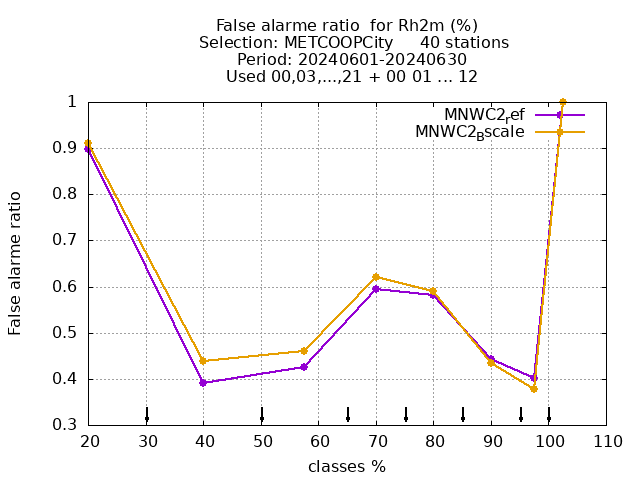 False alarme ratio  for Rh2m (%)
Selection: METCOOPCity     40 stations
Period: 20240601-20240630
Used 00,03,...,21 + 00 01 ... 12
MNWC2ref
MNWC2Bscale
False alarme ratio
1
0.9
0.8
0.7
0.6
0.5
0.4
0.3
20 30 40 50 60 70 80 90 100 110
classes %